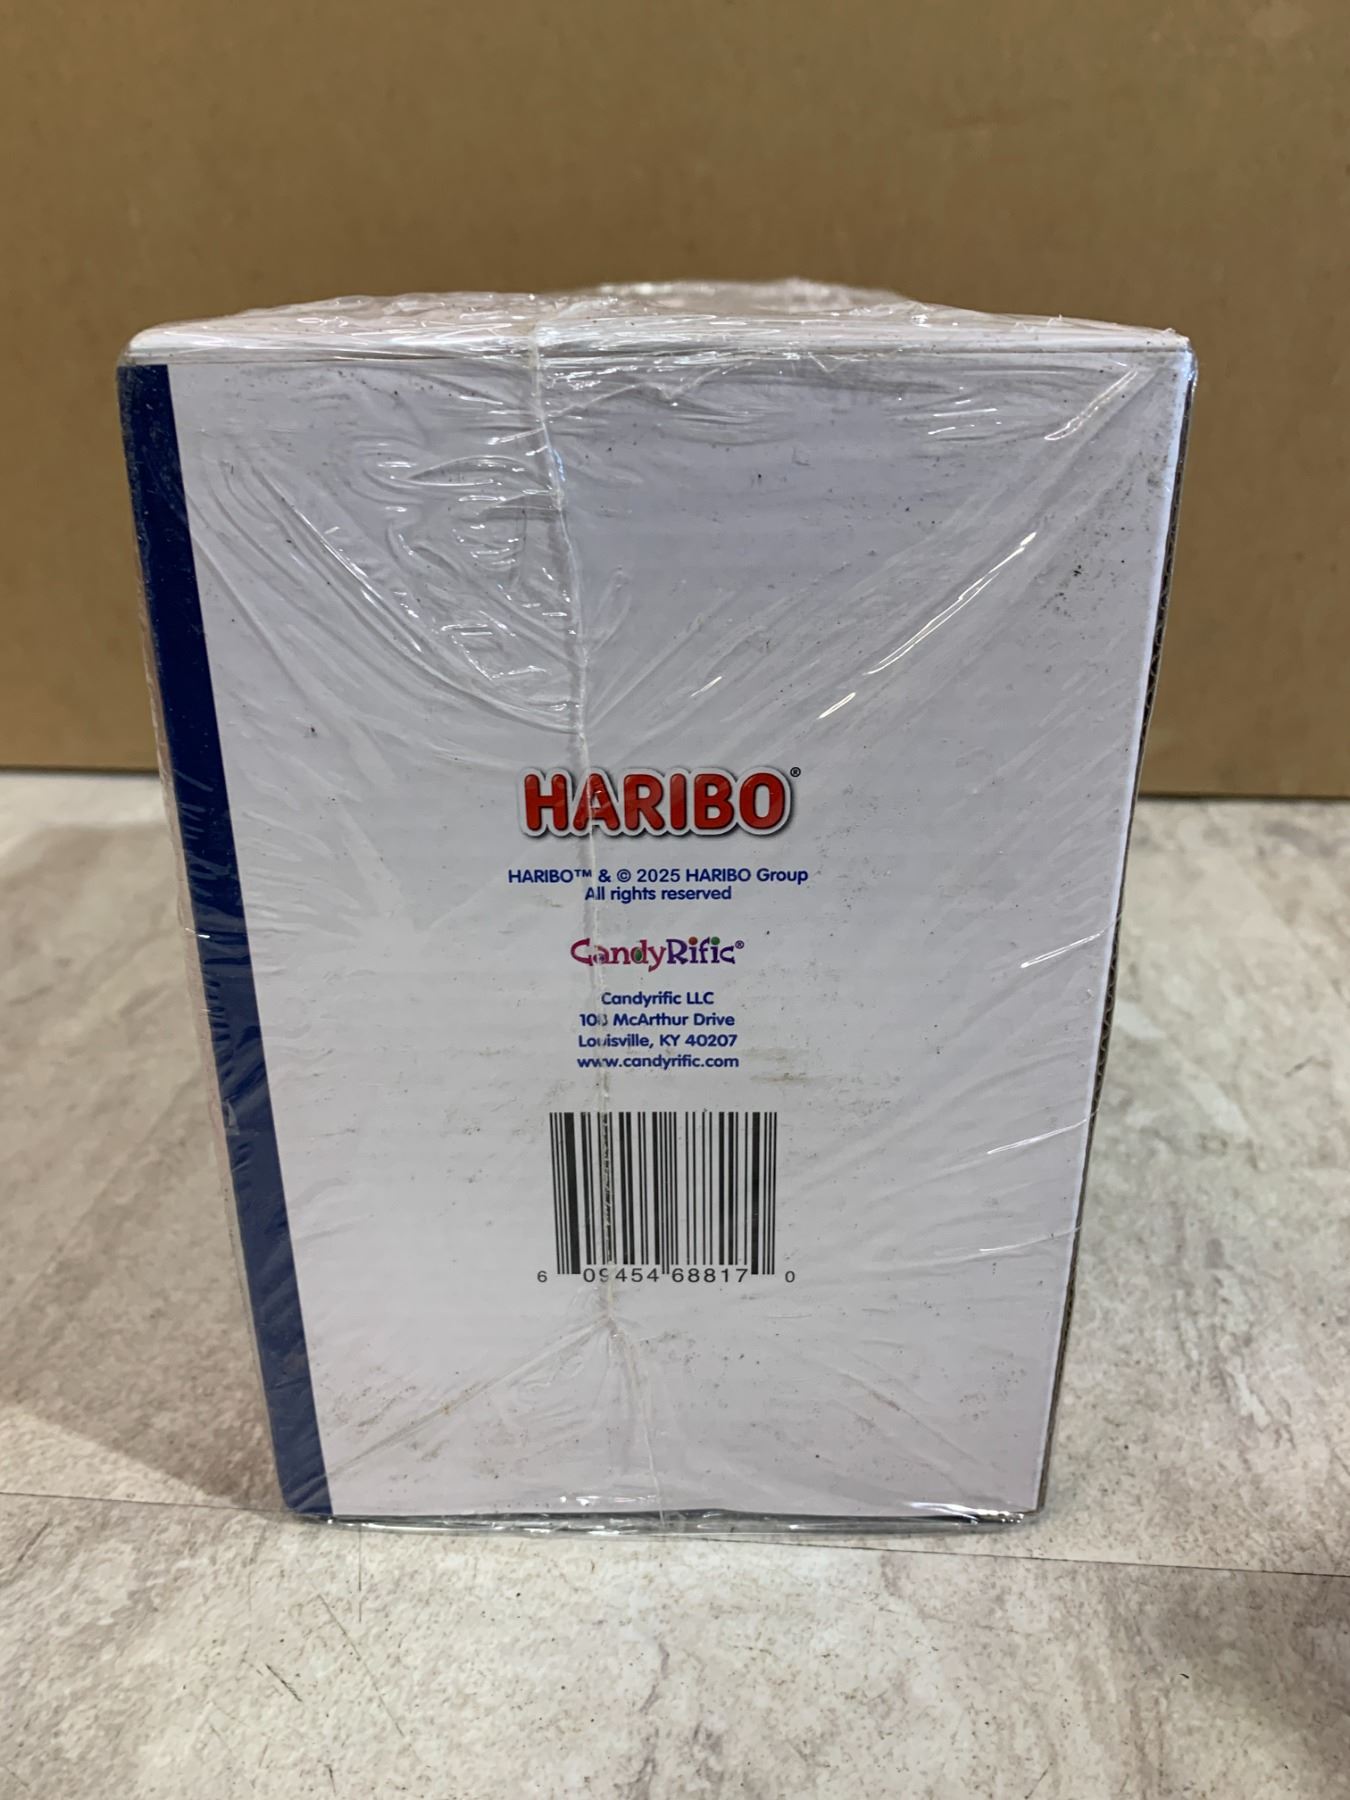 HARIBO®
HARIBO™ & © 2025 HARIBO Group
All rights reserved
CandyRific®
Candyrific LLC
McArthur Drive
Louisville, KY 40207
www.candyrific.com
6 09454 68817 0